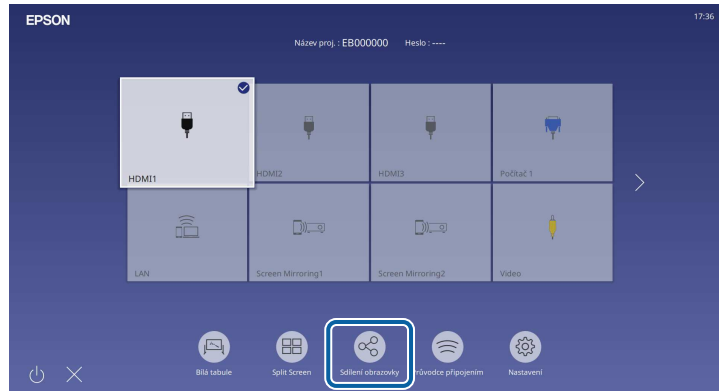 EPSON
17:36
Název proj. : EB000000 Heslo : ----
HDMI1
HDMI2
HDMI3
Počítač 1
LAN
Screen Mirroring1
Screen Mirroring2
Video
Bílá tabule
Split Screen
Sdílení obrazovky
růvodce připojením
Nastavení